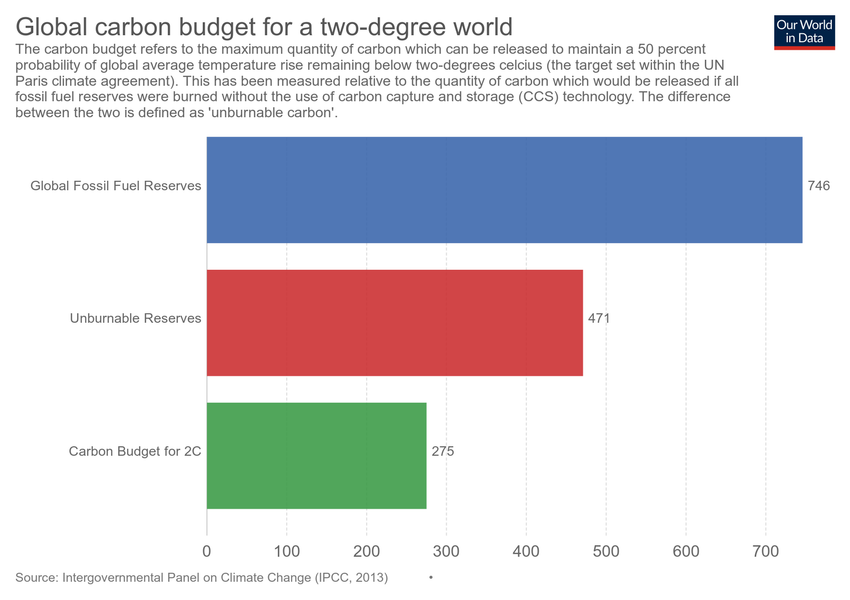 Global carbon budget for a two-degree world
Our World
in Data
The carbon budget refers to the maximum quantity of carbon which can be released to maintain a 50 percent
probability of global average temperature rise remaining below two-degrees celcius (the target set within the UN
Paris climate agreement). This has been measured relative to the quantity of carbon which would be released if all
fossil fuel reserves were burned without the use of carbon capture and storage (CCS) technology. The difference
between the two is defined as 'unburnable carbon'.
Global Fossil Fuel Reserves 746
Unburnable Reserves 471
Carbon Budget for 2C 275
0 100 200 300 400 500 600 700
Source: Intergovernmental Panel on Climate Change (IPCC, 2013) •